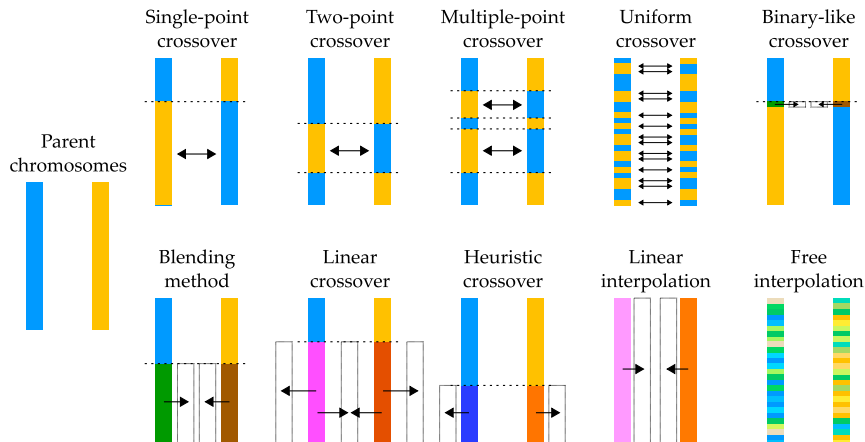 Single-point
crossover
Two-point
crossover
Multiple-point
crossover
Uniform
crossover
Binary-like
crossover
Parent
chromosomes
Blending
method
Linear
crossover
Heuristic
crossover
Linear
interpolation
Free
interpolation